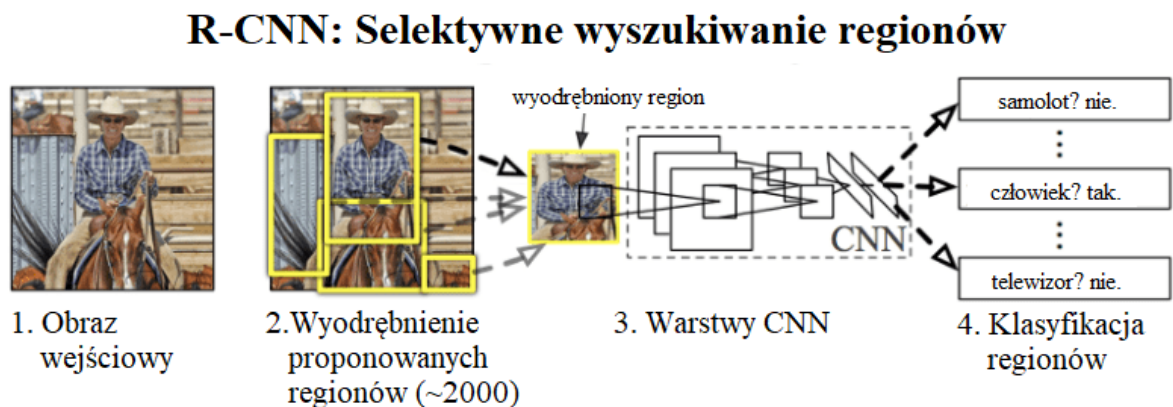 R-CNN: Selektywne wyszukiwanie regionów
wyodrębniony region
samolot? nie.
człowiek? tak.
CNN
telewizor? nie.
1. Obraz
wejściowy
2.Wyodrębnienie
proponowanych
regionów (~2000)
3. Warstwy CNN
4. Klasyfikacja
regionów